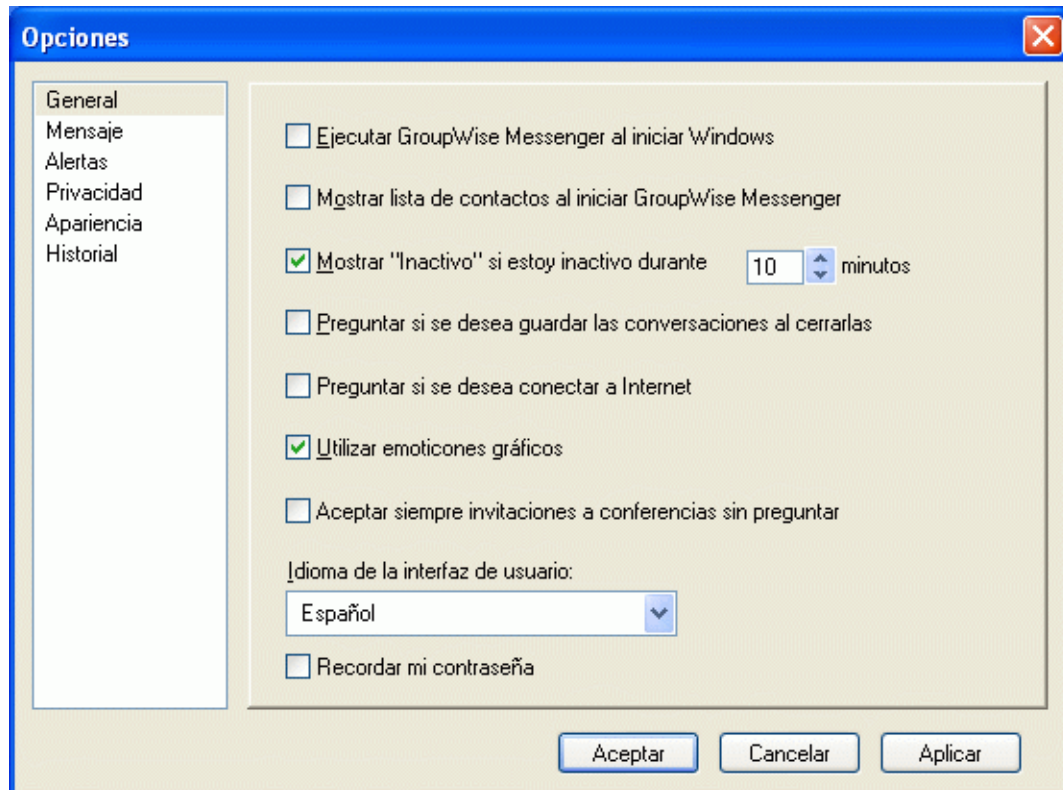 Opciones
General
Mensaje
Alertas
Privacidad
Apariencia
Historial
Ejecutar GroupWise Messenger al iniciar Windows
Mostrar lista de contactos al iniciar GroupWise Messenger
Mostrar "Inactivo" si estoy inactivo durante 10 minutos
Preguntar si se desea guardar las conversaciones al cerrarlas
Preguntar si se desea conectar a Internet
Utilizar emoticones gráficos
Aceptar siempre invitaciones a conferencias sin preguntar
Idioma de la interfaz de usuario:
Español
Recordar mi contraseña
Aceptar Cancelar Aplicar